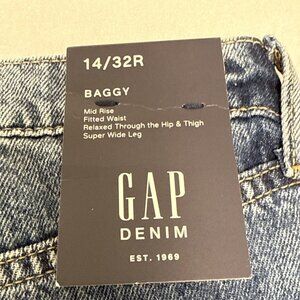 14/32R
BAGGY
Mid Rise
Fitted Waist
Relaxed Through the Hip & Thigh
Super Wide Leg
GAP
DENIM
EST. 1969